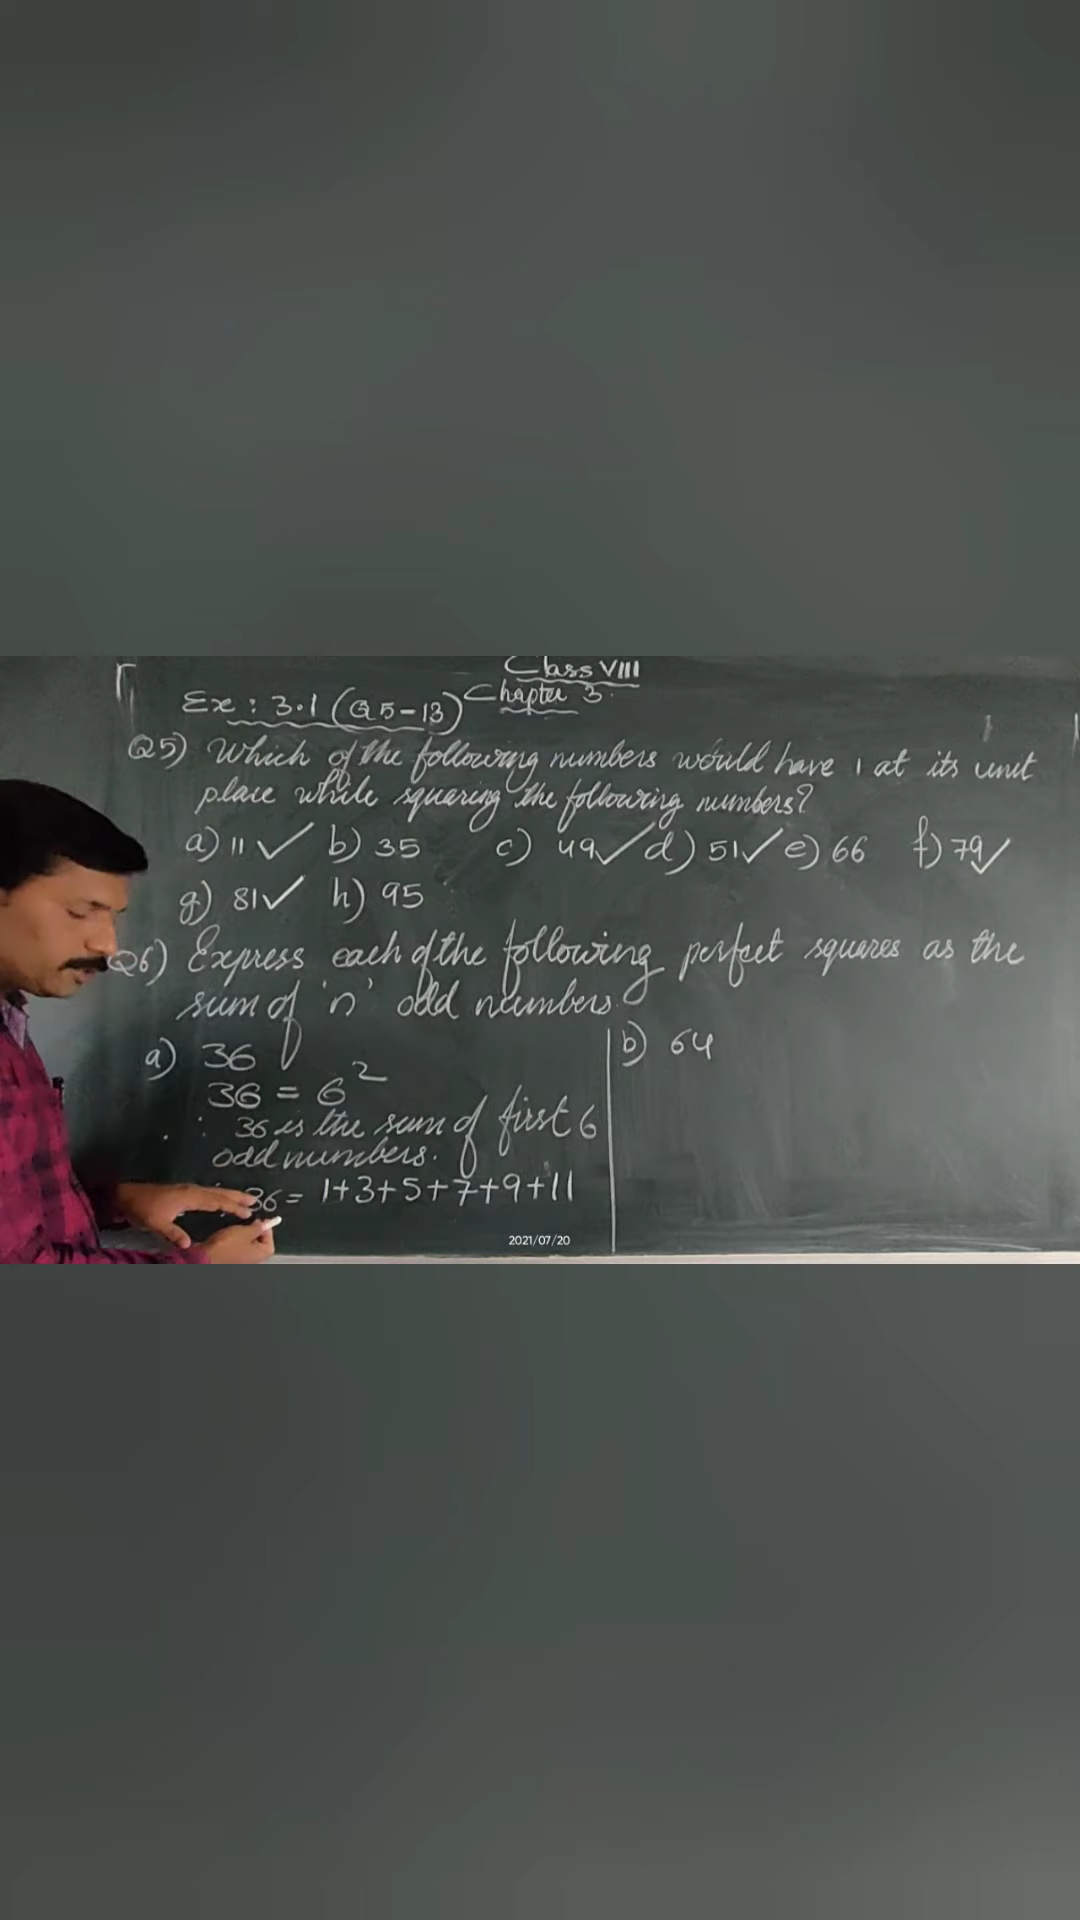 Class VIII
Ex : 3.1 (Q5-13) Chapter 3.
Q5) Which of the following numbers would have 1 at its unit
place while squaring the following numbers?
a) 11 ✓ b) 35 c) 49 ✓ d) 51 ✓ e) 66 f) 79 ✓
g) 81 ✓ h) 95
Q6) Express each of the following perfect squares as the
sum of 'n' odd numbers.
a) 36
36 = 6²
∴ 36 is the sum of first 6
odd numbers.
∴ 36 = 1+3+5+7+9+11
b) 64
2021/07/20